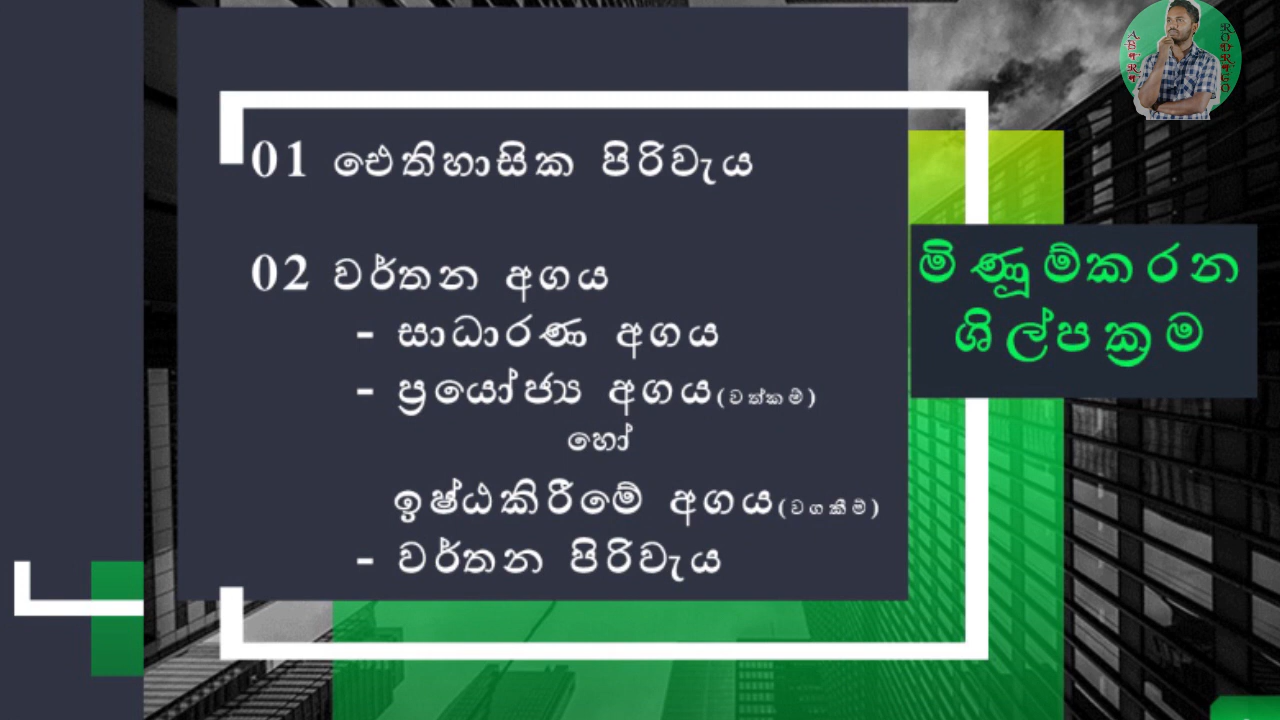 01 ඓතිහාසික පිරිවැය
02 වර්තන අගය
- සාධාරණ අගය
- ප්‍රයෝජ්‍ය අගය(වත්කම්)
හෝ
ඉෂ්ඨකිරීමේ අගය(වගකීම්)
- වර්තන පිරිවැය
මිණුම්කරන
ශිල්පක්‍රම
RODRIGO